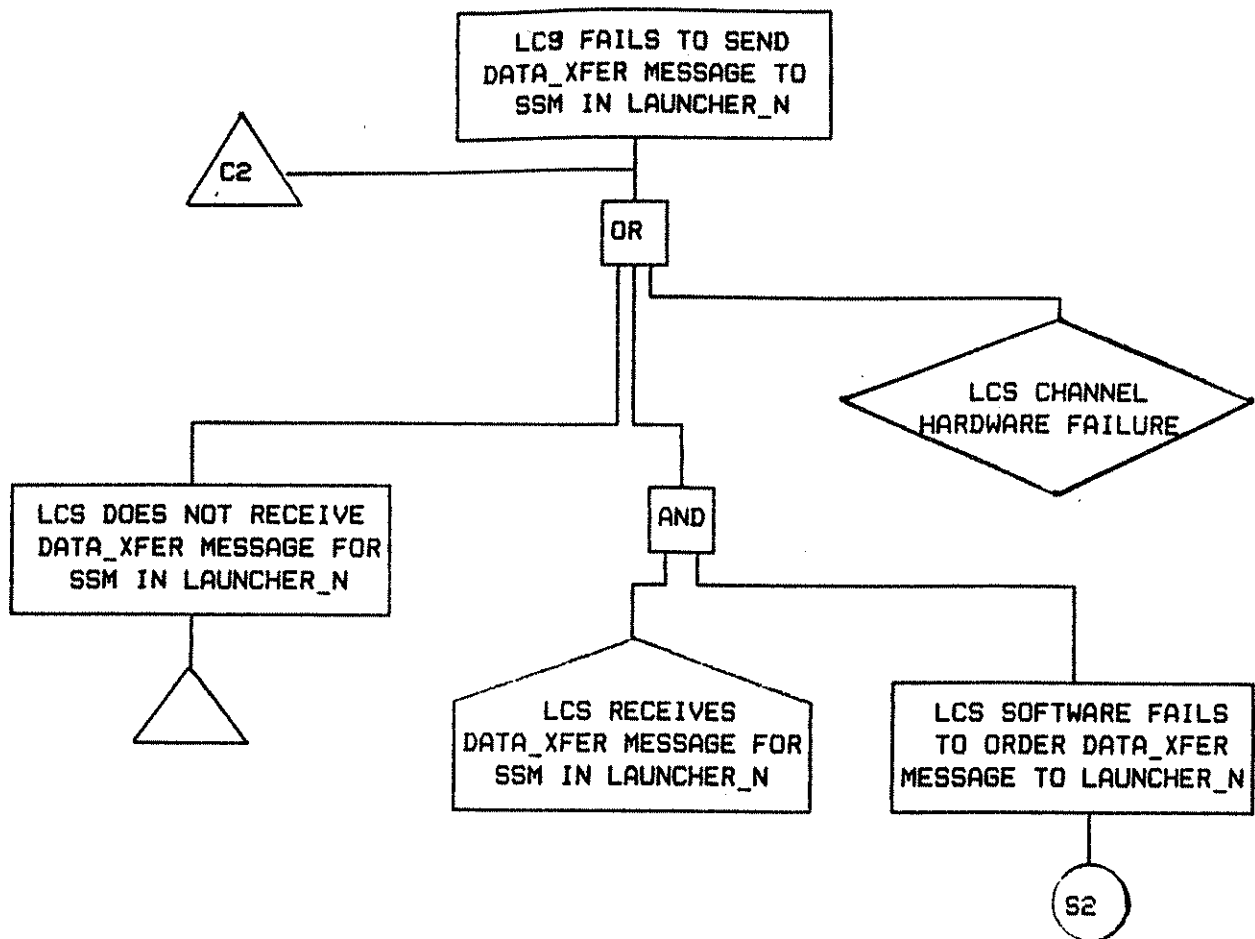 LCS FAILS TO SEND
DATA_XFER MESSAGE TO
SSM IN LAUNCHER_N
C2
OR
LCS CHANNEL
HARDWARE FAILURE
LCS DOES NOT RECEIVE
DATA_XFER MESSAGE FOR
SSM IN LAUNCHER_N
AND
LCS RECEIVES
DATA_XFER MESSAGE FOR
SSM IN LAUNCHER_N
LCS SOFTWARE FAILS
TO ORDER DATA_XFER
MESSAGE TO LAUNCHER_N
S2